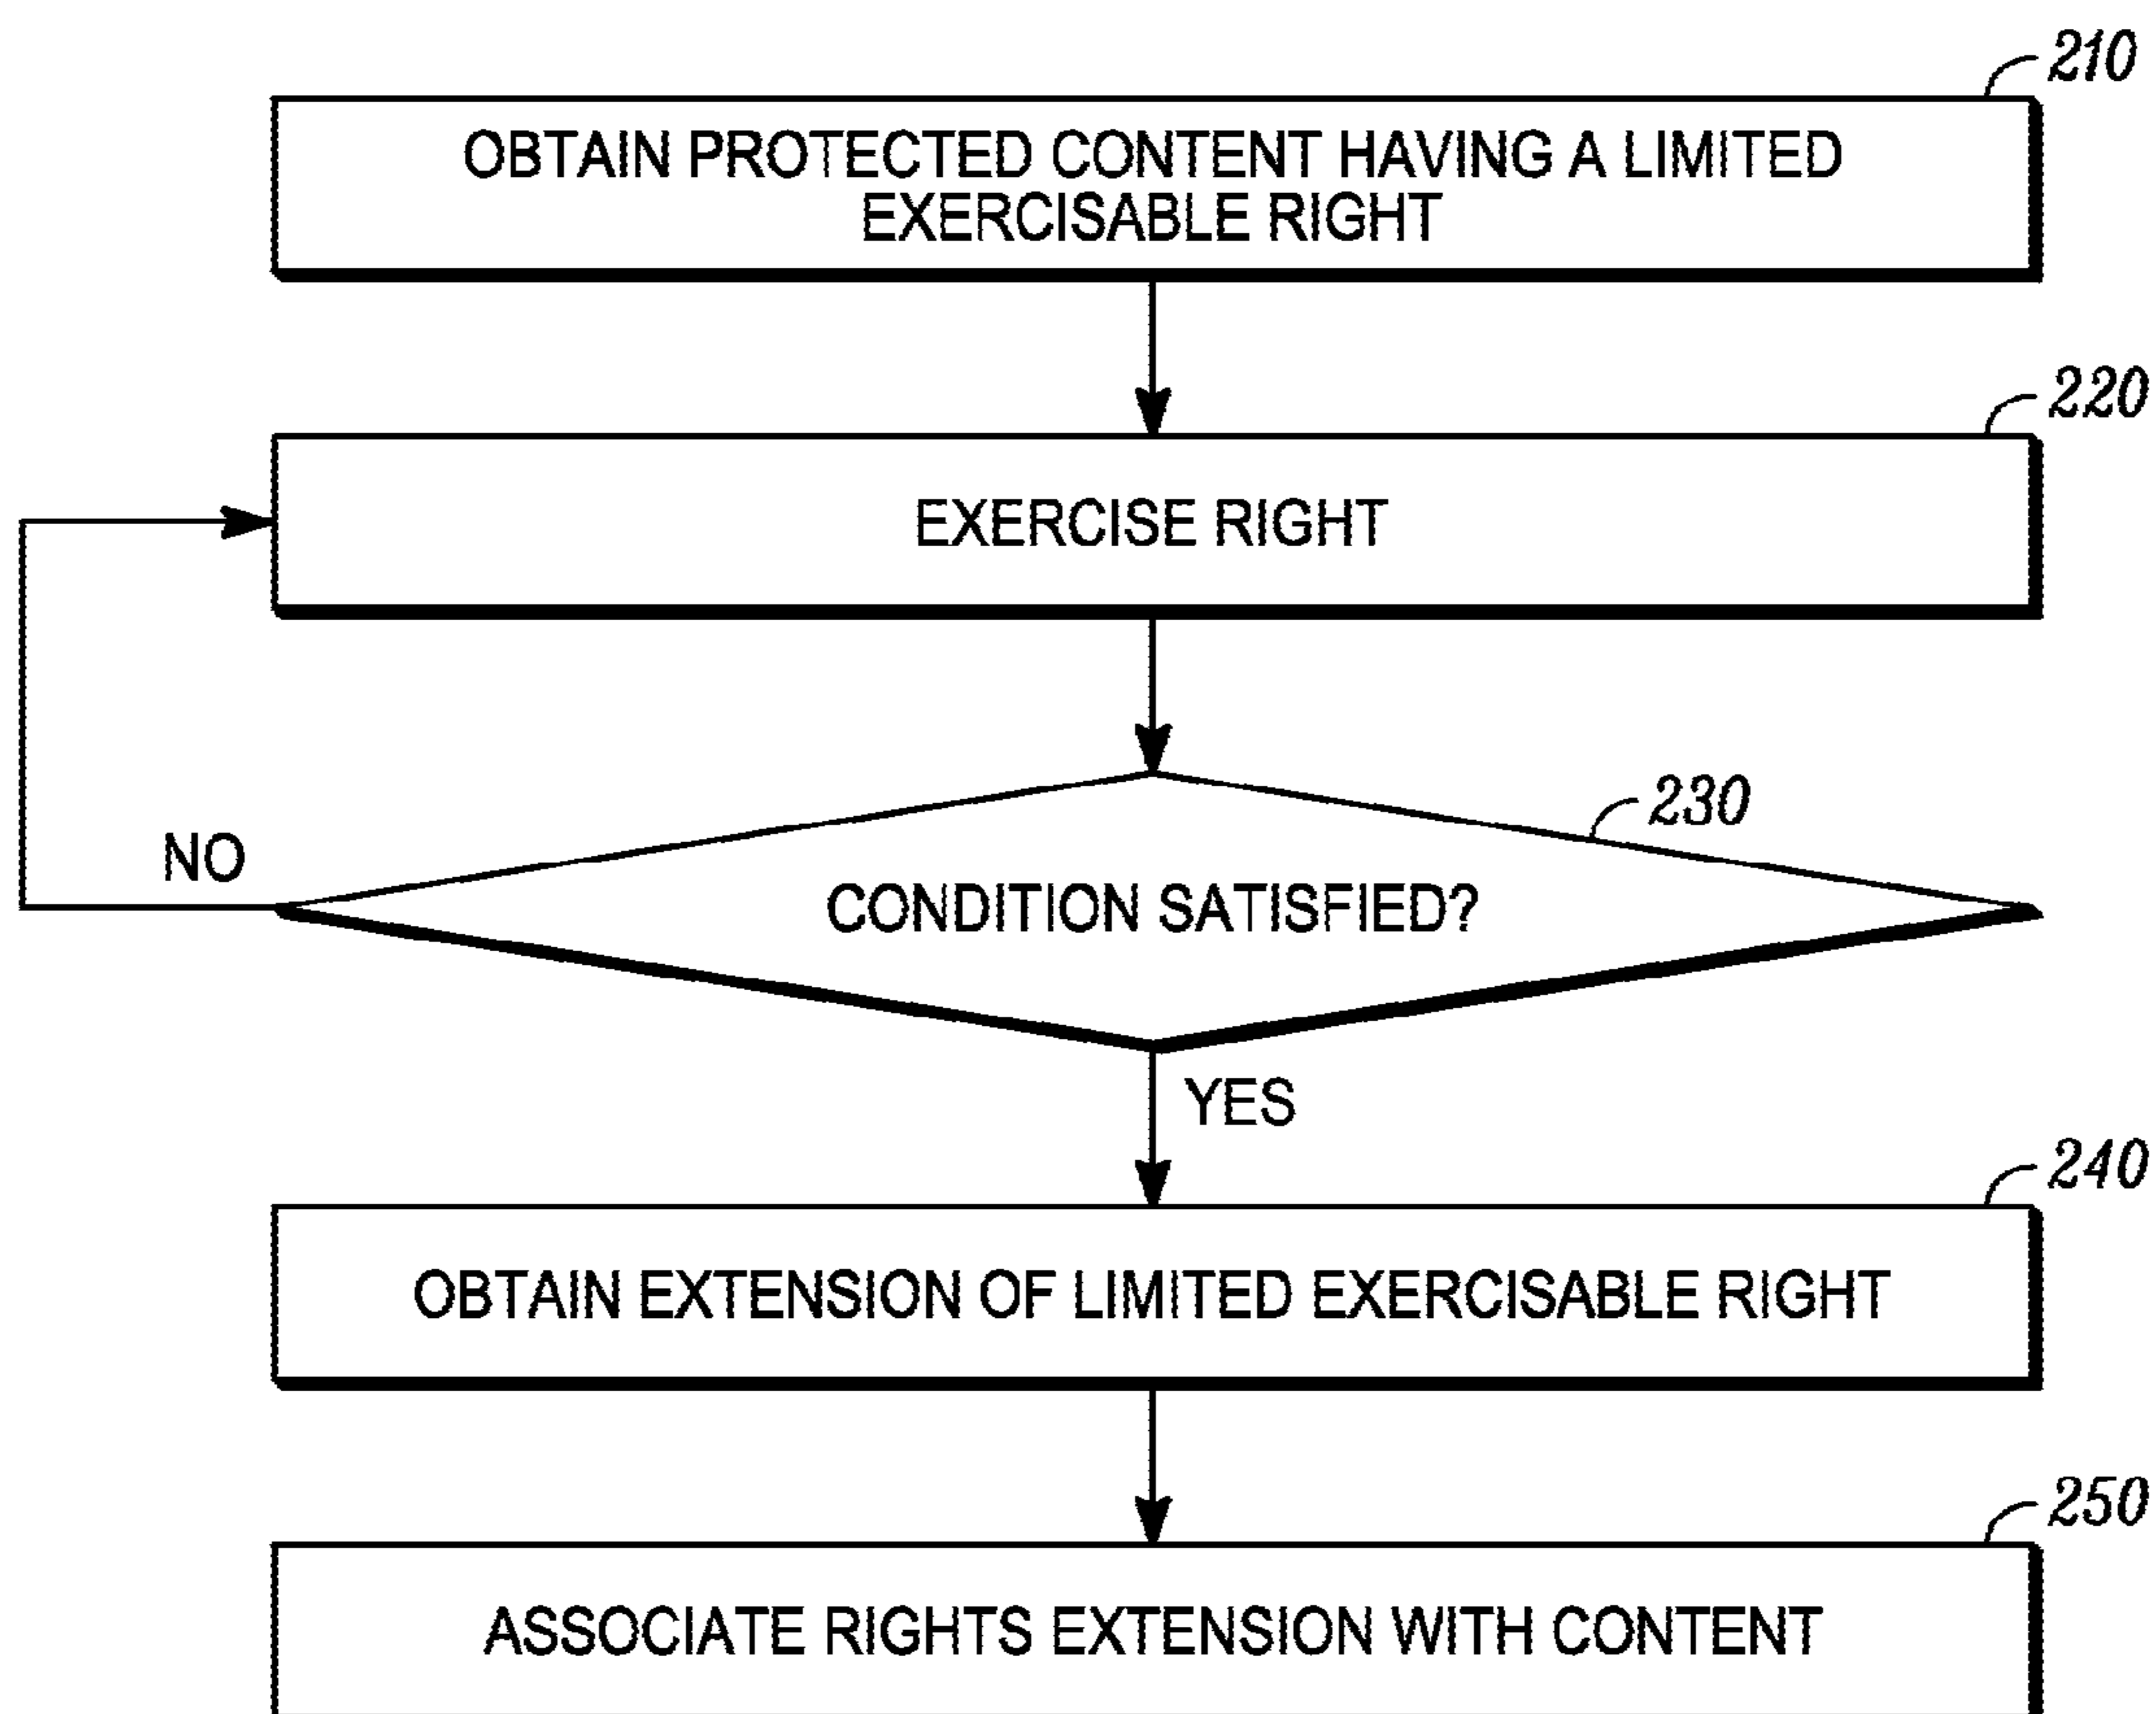 210
OBTAIN PROTECTED CONTENT HAVING A LIMITED
EXERCISABLE RIGHT
220
EXERCISE RIGHT
230
NO
CONDITION SATISFIED?
YES
240
OBTAIN EXTENSION OF LIMITED EXERCISABLE RIGHT
250
ASSOCIATE RIGHTS EXTENSION WITH CONTENT